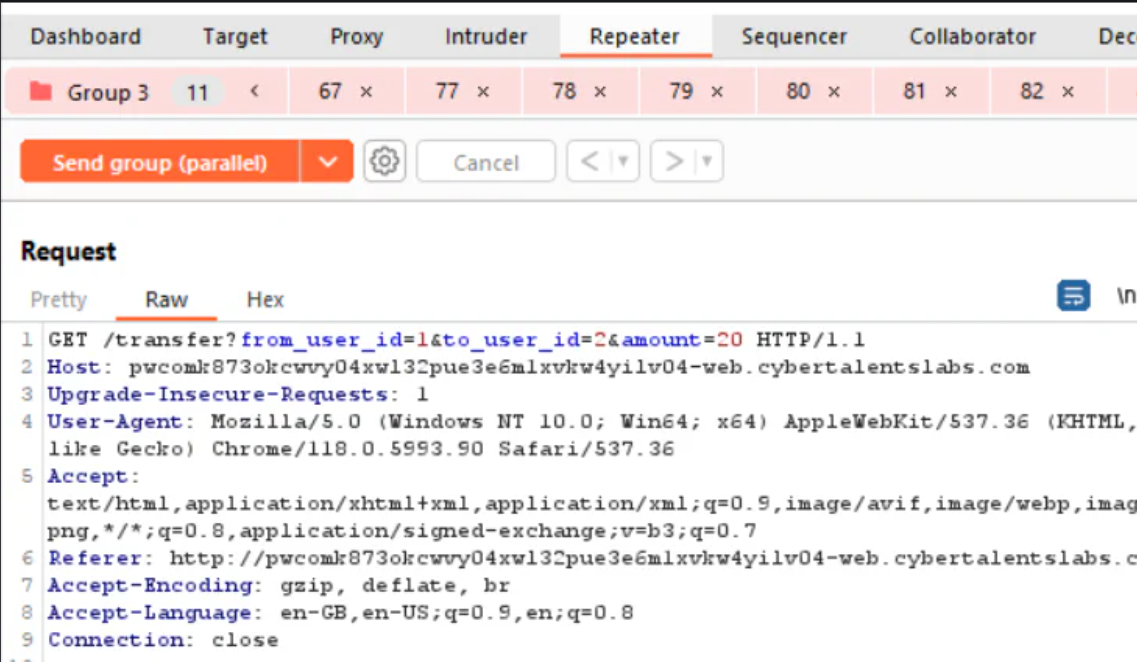 Dashboard Target Proxy Intruder Repeater Sequencer Collaborator Dec
Group 3 11 < 67 × 77 × 78 × 79 × 80 × 81 × 82 ×
Send group (parallel) Cancel < >
Request
Pretty Raw Hex \n
1 GET /transfer?from_user_id=1&to_user_id=2&amount=20 HTTP/1.1
2 Host: pwcomk873okcwvy04xwl32pue3e6mlxvkw4yilv04-web.cybertalentslabs.com
3 Upgrade-Insecure-Requests: 1
4 User-Agent: Mozilla/5.0 (Windows NT 10.0; Win64; x64) AppleWebKit/537.36 (KHTML,
like Gecko) Chrome/118.0.5993.90 Safari/537.36
5 Accept:
text/html,application/xhtml+xml,application/xml;q=0.9,image/avif,image/webp,imag
png,*/*;q=0.8,application/signed-exchange;v=b3;q=0.7
6 Referer: http://pwcomk873okcwvy04xwl32pue3e6mlxvkw4yilv04-web.cybertalentslabs.c
7 Accept-Encoding: gzip, deflate, br
8 Accept-Language: en-GB,en-US;q=0.9,en;q=0.8
9 Connection: close